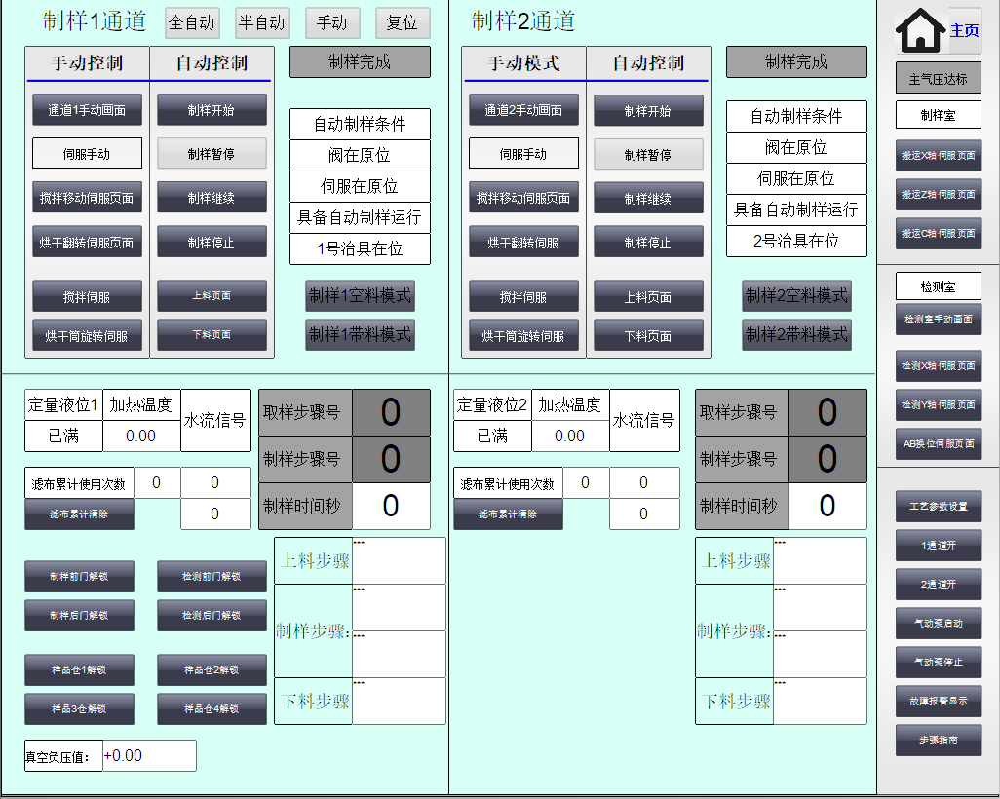 制样1通道
全自动
半自动
手动
复位
手动控制
自动控制
制样完成
通道1手动画面
制样开始
伺服手动
制样暂停
搅拌移动伺服页面
制样继续
烘干翻转伺服页面
制样停止
搅拌伺服
上料页面
烘干筒旋转伺服
下料页面
自动制样条件
阀在原位
伺服在原位
具备自动制样运行
1号治具在位
制样1空料模式
制样1带料模式
制样2通道
手动模式
自动控制
制样完成
通道2手动画面
制样开始
伺服手动
制样暂停
搅拌移动伺服页面
制样继续
烘干翻转伺服
制样停止
搅拌伺服
上料页面
烘干筒旋转伺服
下料页面
自动制样条件
阀在原位
伺服在原位
具备自动制样运行
2号治具在位
制样2空料模式
制样2带料模式
定量液位1
加热温度
水流信号
已满
0.00
滤布累计使用次数
0
0
滤布累计清除
0
取样步骤号
0
制样步骤号
0
制样时间秒
0
上料步骤
---
制样步骤:
---
---
下料步骤
---
制样前门解锁
检测前门解锁
制样后门解锁
检测后门解锁
样品仓1解锁
样品仓2解锁
样品3仓解锁
样品仓4解锁
真空负压值:
+0.00
定量液位2
加热温度
水流信号
已满
0.00
滤布累计使用次数
0
0
滤布累计清除
0
取样步骤号
0
制样步骤号
0
制样时间秒
0
上料步骤
---
制样步骤:
---
---
下料步骤
---
主页
主气压达标
制样室
搬运X轴伺服页面
搬运Z轴伺服页面
搬运C轴伺服页面
检测室
检测室手动画面
检测X轴伺服页面
检测Y轴伺服页面
AB换位伺服页面
工艺参数设置
1通道开
2通道开
气动泵启动
气动泵停止
故障报警显示
步骤指南